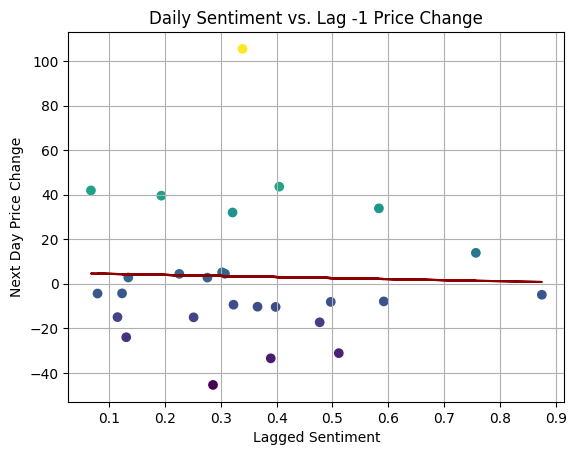 Daily Sentiment vs. Lag -1 Price Change
Next Day Price Change
100
80
60
40
20
0
−20
−40
0.1 0.2 0.3 0.4 0.5 0.6 0.7 0.8 0.9
Lagged Sentiment